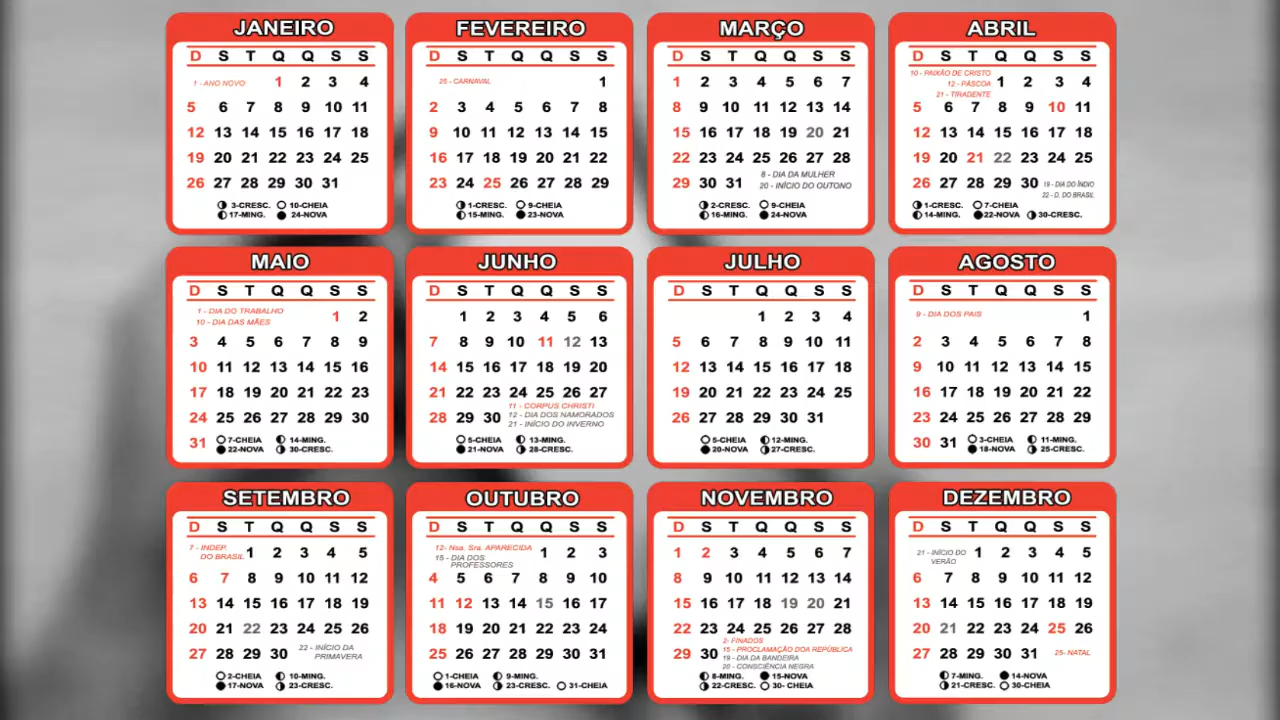 JANEIRO
D S T Q Q S S
1 - ANO NOVO 1 2 3 4
5 6 7 8 9 10 11
12 13 14 15 16 17 18
19 20 21 22 23 24 25
26 27 28 29 30 31
3-CRESC. 10-CHEIA
17-MING. 24-NOVA
FEVEREIRO
D S T Q Q S S
25 - CARNAVAL 1
2 3 4 5 6 7 8
9 10 11 12 13 14 15
16 17 18 19 20 21 22
23 24 25 26 27 28 29
1-CRESC. 9-CHEIA
15-MING. 23-NOVA
MARÇO
D S T Q Q S S
1 2 3 4 5 6 7
8 9 10 11 12 13 14
15 16 17 18 19 20 21
22 23 24 25 26 27 28
29 30 31
8 - DIA DA MULHER
20 - INÍCIO DO OUTONO
2-CRESC. 9-CHEIA
16-MING. 24-NOVA
ABRIL
D S T Q Q S S
10 - PAIXÃO DE CRISTO
12 - PÁSCOA
21 - TIRADENTE
1 2 3 4
5 6 7 8 9 10 11
12 13 14 15 16 17 18
19 20 21 22 23 24 25
26 27 28 29 30
19 - DIA DO ÍNDIO
22 - D. DO BRASIL
1-CRESC. 7-CHEIA
14-MING. 22-NOVA 30-CRESC.
MAIO
D S T Q Q S S
1 - DIA DO TRABALHO
10 - DIA DAS MÃES
1 2
3 4 5 6 7 8 9
10 11 12 13 14 15 16
17 18 19 20 21 22 23
24 25 26 27 28 29 30
31
7-CHEIA 14-MING.
22-NOVA 30-CRESC.
JUNHO
D S T Q Q S S
1 2 3 4 5 6
7 8 9 10 11 12 13
14 15 16 17 18 19 20
21 22 23 24 25 26 27
28 29 30
11 - CORPUS CHRISTI
12 - DIA DOS NAMORADOS
21 - INÍCIO DO INVERNO
5-CHEIA 13-MING.
21-NOVA 28-CRESC.
JULHO
D S T Q Q S S
1 2 3 4
5 6 7 8 9 10 11
12 13 14 15 16 17 18
19 20 21 22 23 24 25
26 27 28 29 30 31
5-CHEIA 12-MING.
20-NOVA 27-CRESC.
AGOSTO
D S T Q Q S S
9 - DIA DOS PAIS 1
2 3 4 5 6 7 8
9 10 11 12 13 14 15
16 17 18 19 20 21 22
23 24 25 26 27 28 29
30 31
3-CHEIA 11-MING.
18-NOVA 25-CRESC.
SETEMBRO
D S T Q Q S S
7 - INDEP.
DO BRASIL
1 2 3 4 5
6 7 8 9 10 11 12
13 14 15 16 17 18 19
20 21 22 23 24 25 26
27 28 29 30
22 - INÍCIO DA
PRIMAVERA
2-CHEIA 10-MING.
17-NOVA 23-CRESC.
OUTUBRO
D S T Q Q S S
12- Nsa. Sra. APARECIDA
15 - DIA DOS
PROFESSORES
1 2 3
4 5 6 7 8 9 10
11 12 13 14 15 16 17
18 19 20 21 22 23 24
25 26 27 28 29 30 31
1-CHEIA 9-MING.
16-NOVA 23-CRESC. 31-CHEIA
NOVEMBRO
D S T Q Q S S
1 2 3 4 5 6 7
8 9 10 11 12 13 14
15 16 17 18 19 20 21
22 23 24 25 26 27 28
29 30
2- FINADOS
15 - PROCLAMAÇÃO DOA REPÚBLICA
19 - DIA DA BANDEIRA
20 - CONSCIÊNCIA NEGRA
8-MING. 15-NOVA
22-CRESC. 30- CHEIA
DEZEMBRO
D S T Q Q S S
21 - INÍCIO DO
VERÃO
1 2 3 4 5
6 7 8 9 10 11 12
13 14 15 16 17 18 19
20 21 22 23 24 25 26
27 28 29 30 31
25- NATAL
7-MING. 14-NOVA
21-CRESC. 30-CHEIA